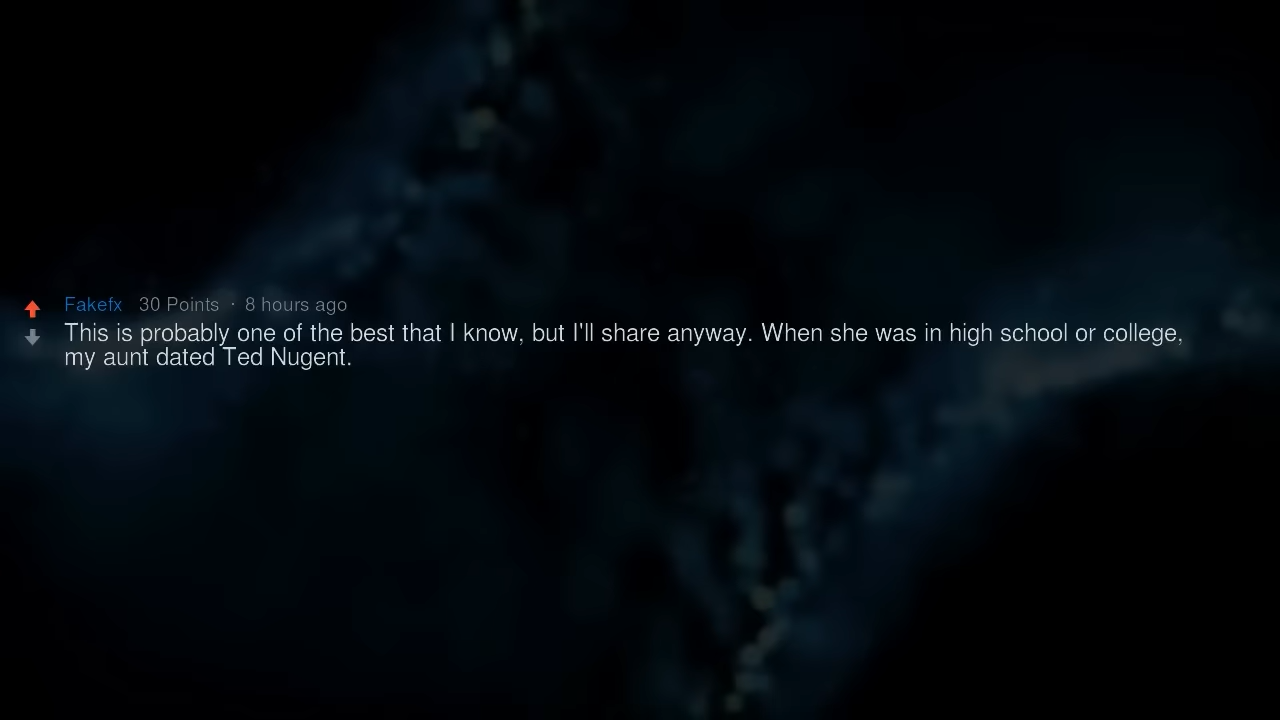 Fakefx 30 Points · 8 hours ago
This is probably one of the best that I know, but I'll share anyway. When she was in high school or college,
my aunt dated Ted Nugent.